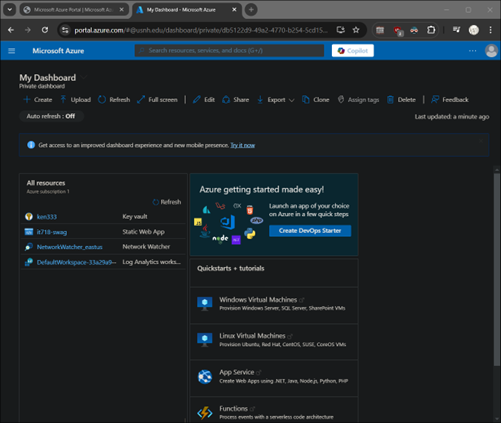 Microsoft Azure Portal | Microsoft Az
My Dashboard - Microsoft Azure
portal.azure.com/#@usnh.edu/dashboard/private/db5122d9-49a2-4770-b254-5cd15...
Microsoft Azure
Search resources, services, and docs (G+/)
Copilot
My Dashboard
Private dashboard
Create
Upload
Refresh
Full screen
Edit
Share
Export
Clone
Assign tags
Delete
Feedback
Auto refresh : Off
Last updated: a minute ago
Get access to an improved dashboard experience and new mobile presence. Try it now
All resources
Azure subscription 1
Refresh
ken333 Key vault
it718-swag Static Web App
NetworkWatcher_eastus Network Watcher
DefaultWorkspace-33a29a9- Log Analytics works...
Azure getting started made easy!
Launch an app of your choice
on Azure in a few quick steps
Create DevOps Starter
JS
node
php
Quickstarts + tutorials
Windows Virtual Machines
Provision Windows Server, SQL Server, SharePoint VMs
Linux Virtual Machines
Provision Ubuntu, Red Hat, CentOS, SUSE, CoreOS VMs
App Service
Create Web Apps using .NET, Java, Node.js, Python, PHP
Functions
Process events with a serverless code architecture